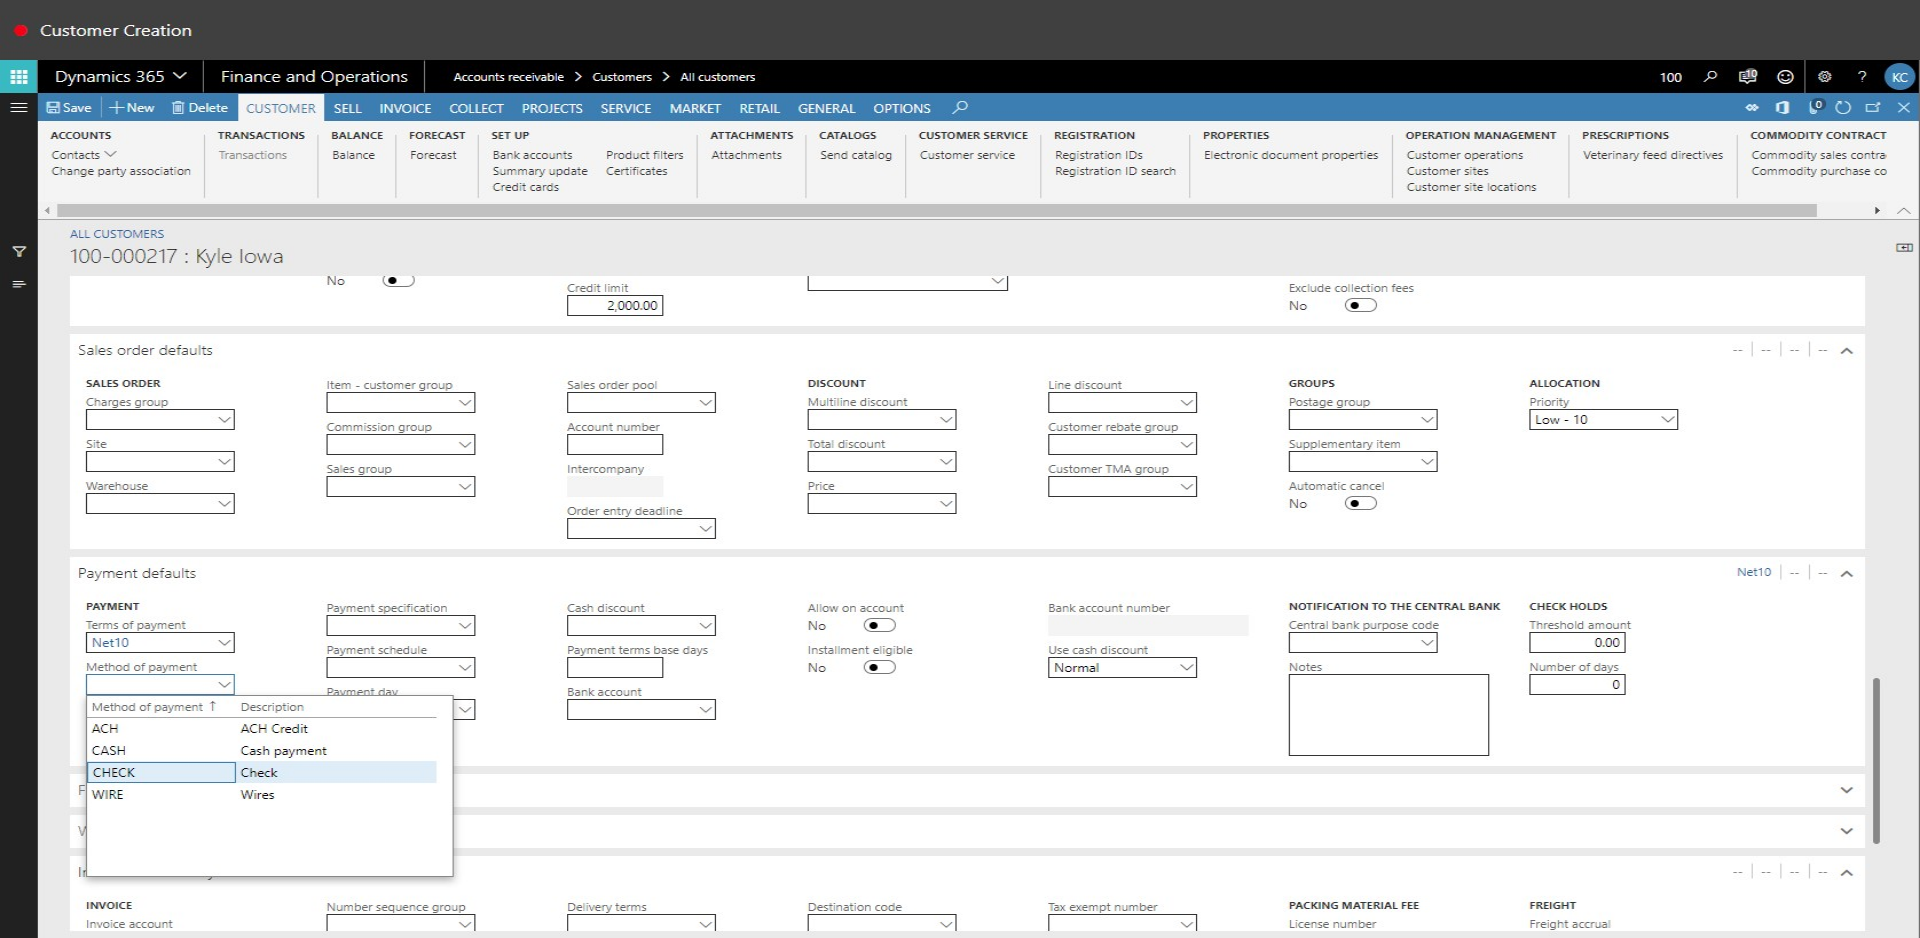 Customer Creation
Dynamics 365
Finance and Operations
Accounts receivable > Customers > All customers
100
10
?
KC
Save
New
Delete
CUSTOMER
SELL
INVOICE
COLLECT
PROJECTS
SERVICE
MARKET
RETAIL
GENERAL
OPTIONS
0
ACCOUNTS
Contacts
Change party association
TRANSACTIONS
Transactions
BALANCE
Balance
FORECAST
Forecast
SET UP
Bank accounts
Summary update
Credit cards
Product filters
Certificates
ATTACHMENTS
Attachments
CATALOGS
Send catalog
CUSTOMER SERVICE
Customer service
REGISTRATION
Registration IDs
Registration ID search
PROPERTIES
Electronic document properties
OPERATION MANAGEMENT
Customer operations
Customer sites
Customer site locations
PRESCRIPTIONS
Veterinary feed directives
COMMODITY CONTRACT
Commodity sales contra
Commodity purchase co
ALL CUSTOMERS
100-000217 : Kyle Iowa
No
Credit limit
2,000.00
Exclude collection fees
No
Sales order defaults
-- | -- | -- | --
SALES ORDER
Charges group
Site
Warehouse
Item - customer group
Commission group
Sales group
Sales order pool
Account number
Intercompany
Order entry deadline
DISCOUNT
Multiline discount
Total discount
Price
Line discount
Customer rebate group
Customer TMA group
GROUPS
Postage group
Supplementary item
Automatic cancel
No
ALLOCATION
Priority
Low - 10
Payment defaults
Net10 | -- | --
PAYMENT
Terms of payment
Net10
Method of payment
Method of payment ↑ Description
ACH ACH Credit
CASH Cash payment
CHECK Check
WIRE Wires
Payment specification
Payment schedule
Payment day
Cash discount
Payment terms base days
Bank account
Allow on account
No
Installment eligible
No
Bank account number
Use cash discount
Normal
NOTIFICATION TO THE CENTRAL BANK
Central bank purpose code
Notes
CHECK HOLDS
Threshold amount
0.00
Number of days
0
-- | -- | -- | --
INVOICE
Invoice account
Number sequence group
Delivery terms
Destination code
Tax exempt number
PACKING MATERIAL FEE
License number
FREIGHT
Freight accrual